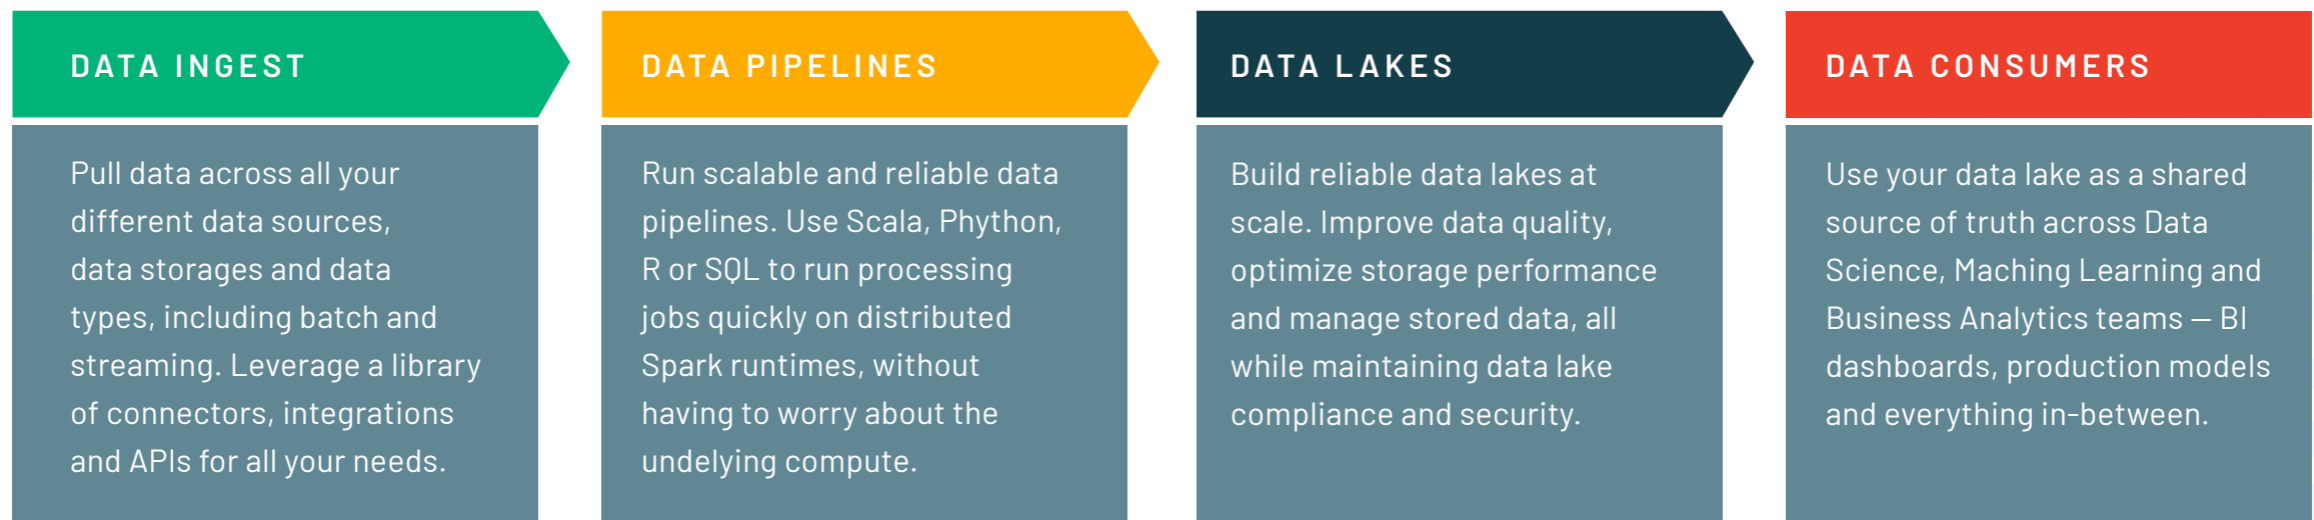 DATA INGEST
Pull data across all your
different data sources,
data storages and data
types, including batch and
streaming. Leverage a library
of connectors, integrations
and APIs for all your needs.
DATA PIPELINES
Run scalable and reliable data
pipelines. Use Scala, Phython,
R or SQL to run processing
jobs quickly on distributed
Spark runtimes, without
having to worry about the
undelying compute.
DATA LAKES
Build reliable data lakes at
scale. Improve data quality,
optimize storage performance
and manage stored data, all
while maintaining data lake
compliance and security.
DATA CONSUMERS
Use your data lake as a shared
source of truth across Data
Science, Maching Learning and
Business Analytics teams — BI
dashboards, production models
and everything in-between.